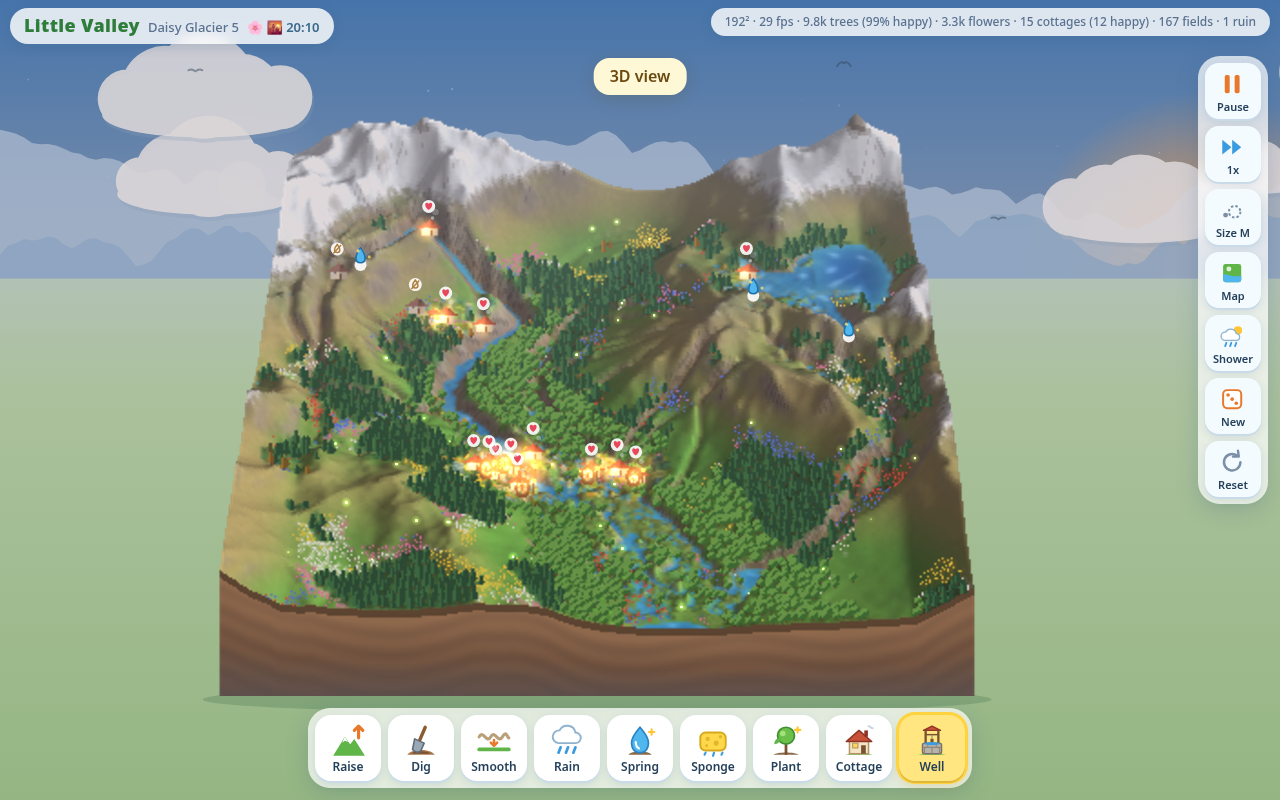 Little Valley Daisy Glacier 5 20:10
192² · 29 fps · 9.8k trees (99% happy) · 3.3k flowers · 15 cottages (12 happy) · 167 fields · 1 ruin
3D view
Pause
1x
Size M
Map
Shower
New
Reset
Raise
Dig
Smooth
Rain
Spring
Sponge
Plant
Cottage
Well